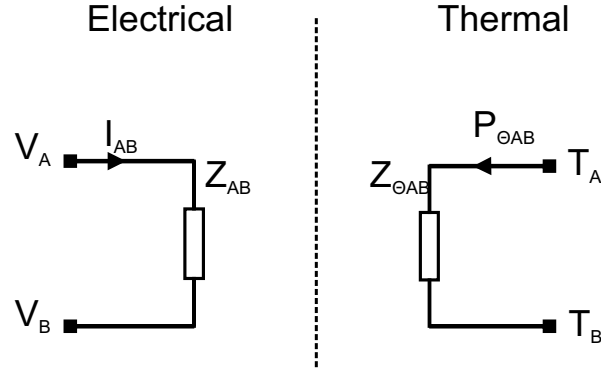 Electrical
Thermal
I_AB
P_ΘAB
V_A
Z_AB
Z_ΘAB
T_A
V_B
T_B